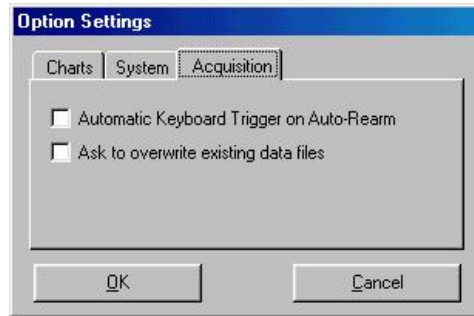 Option Settings
Charts System Acquisition
Automatic Keyboard Trigger on Auto-Rearm
Ask to overwrite existing data files
OK Cancel